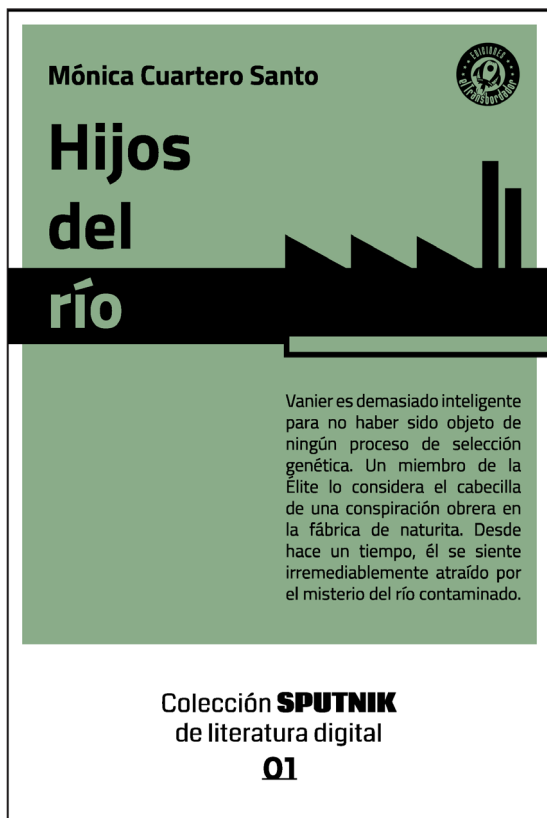 Mónica Cuartero Santo
EDICIONES
el Transbordador
Hijos
del
río
Vanier es demasiado inteligente
para no haber sido objeto de
ningún proceso de selección
genética. Un miembro de la
Élite lo considera el cabecilla
de una conspiración obrera en
la fábrica de naturita. Desde
hace un tiempo, él se siente
irremediablemente atraído por
el misterio del río contaminado.
Colección SPUTNIK
de literatura digital
01